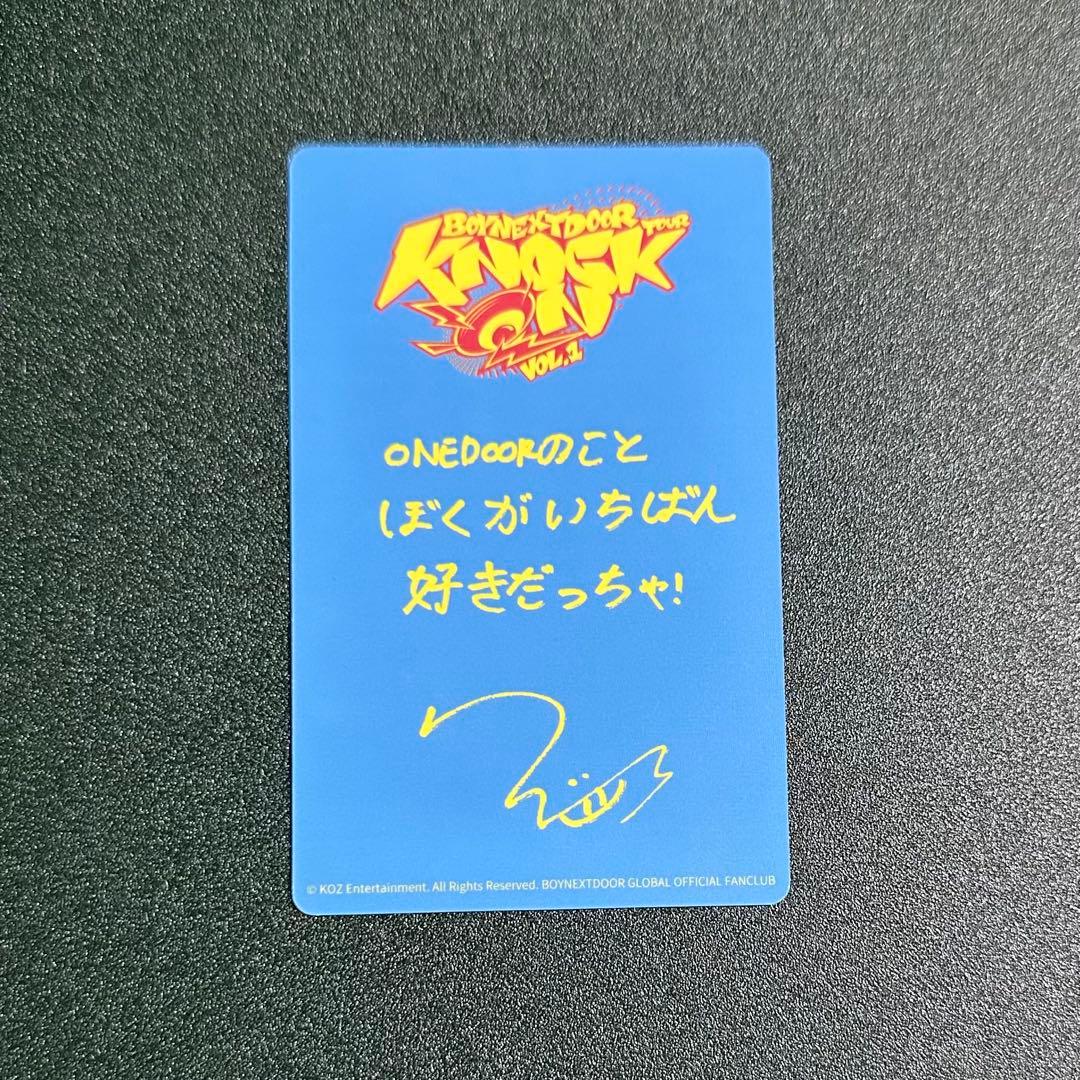 BOYNEXTDOOR TOUR
KNOCK
ON
VOL.1
ONEDOORのこと
ぼくがいちばん
好きだっちゃ!
© KOZ Entertainment. All Rights Reserved. BOYNEXTDOOR GLOBAL OFFICIAL FANCLUB